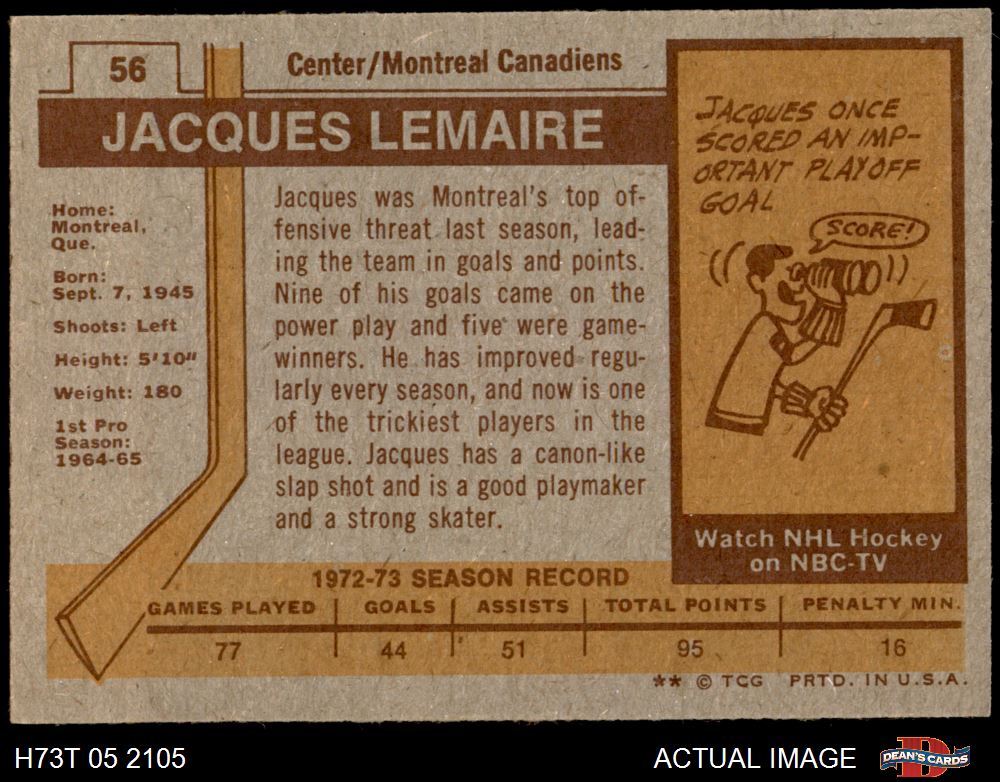 56
Center/Montreal Canadiens
JACQUES LEMAIRE
Home:
Montreal,
Que.
Born:
Sept. 7, 1945
Shoots: Left
Height: 5'10"
Weight: 180
1st Pro
Season:
1964-65
Jacques was Montreal's top of-
fensive threat last season, lead-
ing the team in goals and points.
Nine of his goals came on the
power play and five were game-
winners. He has improved regu-
larly every season, and now is one
of the trickiest players in the
league. Jacques has a canon-like
slap shot and is a good playmaker
and a strong skater.
JACQUES ONCE
SCORED AN IMP-
ORTANT PLAYOFF
GOAL
SCORE!
Watch NHL Hockey
on NBC-TV
1972-73 SEASON RECORD
GAMES PLAYED GOALS ASSISTS TOTAL POINTS PENALTY MIN.
77 44 51 95 16
** © TCG PRTD. IN U.S.A.
H73T 05 2105
ACTUAL IMAGE
D
DEAN'S CARDS